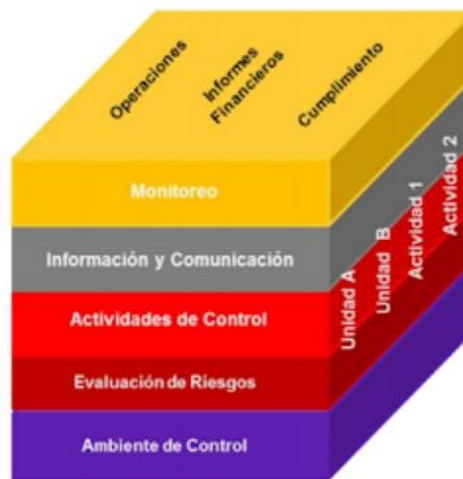 Operaciones
Informes
Financieros
Cumplimiento
Monitoreo
Información y Comunicación
Actividades de Control
Evaluación de Riesgos
Ambiente de Control
Unidad A
Unidad B
Actividad 1
Actividad 2